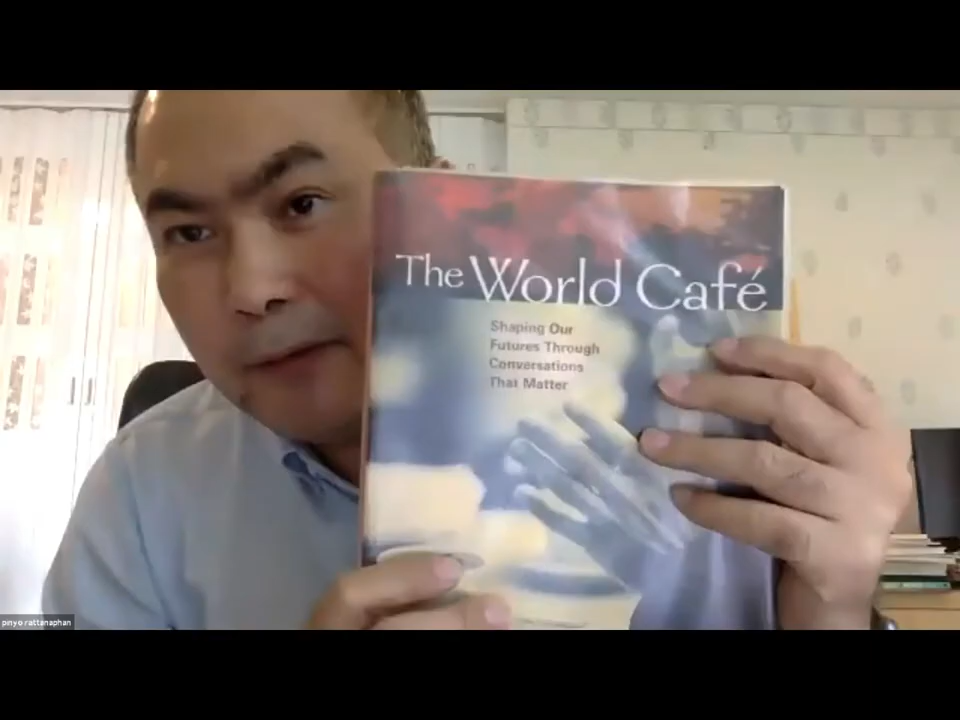 The World Café
Shaping Our
Futures Through
Conversations
That Matter
pinyo rattanaphan